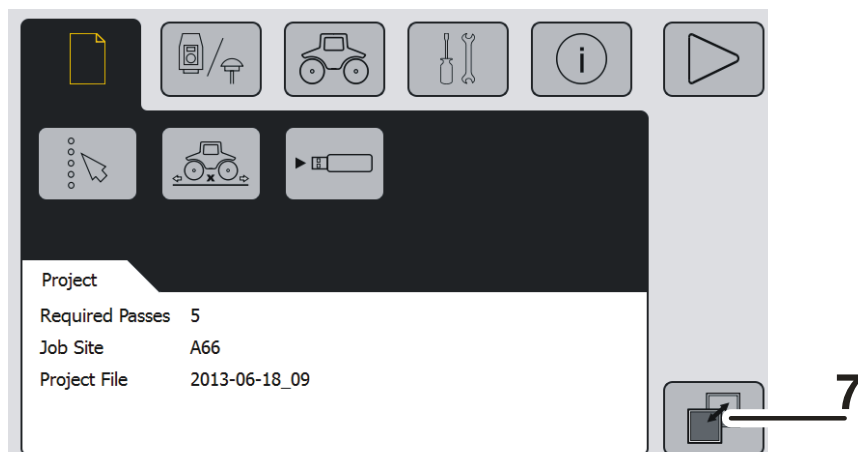 i
Project
Required Passes 5
Job Site A66
Project File 2013-06-18_09
7